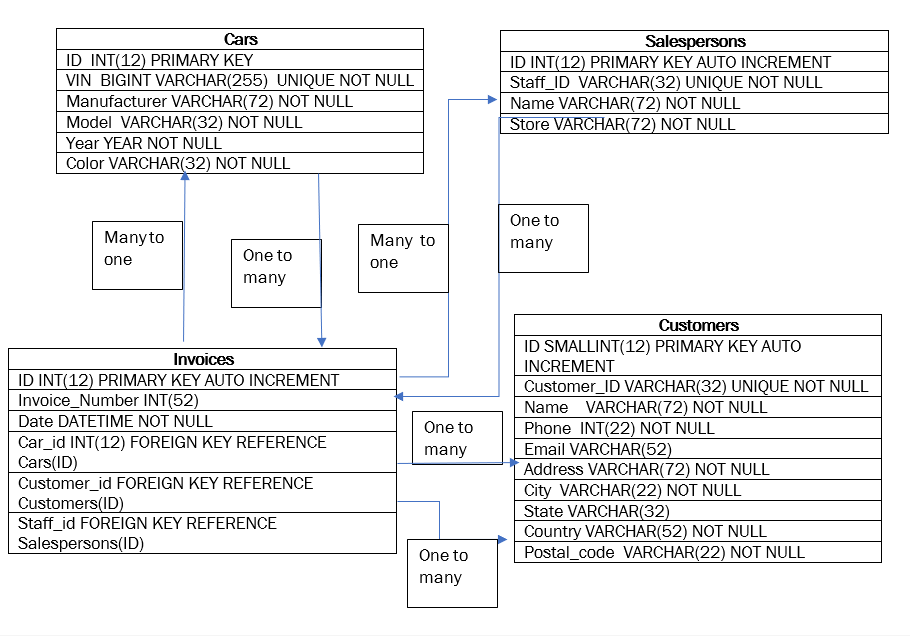 Cars
ID INT(12) PRIMARY KEY
VIN BIGINT VARCHAR(255) UNIQUE NOT NULL
Manufacturer VARCHAR(72) NOT NULL
Model VARCHAR(32) NOT NULL
Year YEAR NOT NULL
Color VARCHAR(32) NOT NULL
Salespersons
ID INT(12) PRIMARY KEY AUTO INCREMENT
Staff_ID VARCHAR(32) UNIQUE NOT NULL
Name VARCHAR(72) NOT NULL
Store VARCHAR(72) NOT NULL
Many to
one
One to
many
Many to
one
One to
many
Invoices
ID INT(12) PRIMARY KEY AUTO INCREMENT
Invoice_Number INT(52)
Date DATETIME NOT NULL
Car_id INT(12) FOREIGN KEY REFERENCE
Cars(ID)
Customer_id FOREIGN KEY REFERENCE
Customers(ID)
Staff_id FOREIGN KEY REFERENCE
Salespersons(ID)
One to
many
One to
many
Customers
ID SMALLINT(12) PRIMARY KEY AUTO
INCREMENT
Customer_ID VARCHAR(32) UNIQUE NOT NULL
Name VARCHAR(72) NOT NULL
Phone INT(22) NOT NULL
Email VARCHAR(52)
Address VARCHAR(72) NOT NULL
City VARCHAR(22) NOT NULL
State VARCHAR(32)
Country VARCHAR(52) NOT NULL
Postal_code VARCHAR(22) NOT NULL